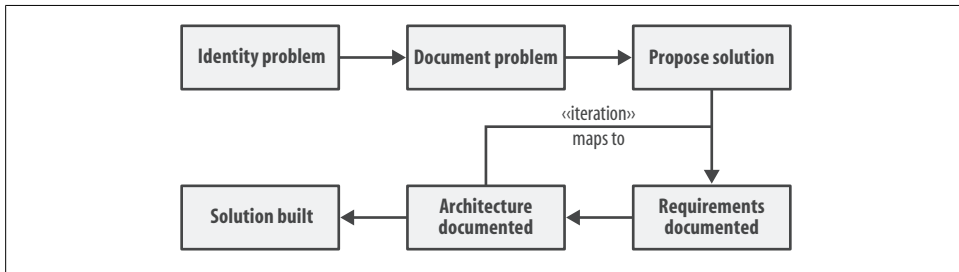 Identity problem
Document problem
Propose solution
«iteration»
maps to
Solution built
Architecture
documented
Requirements
documented